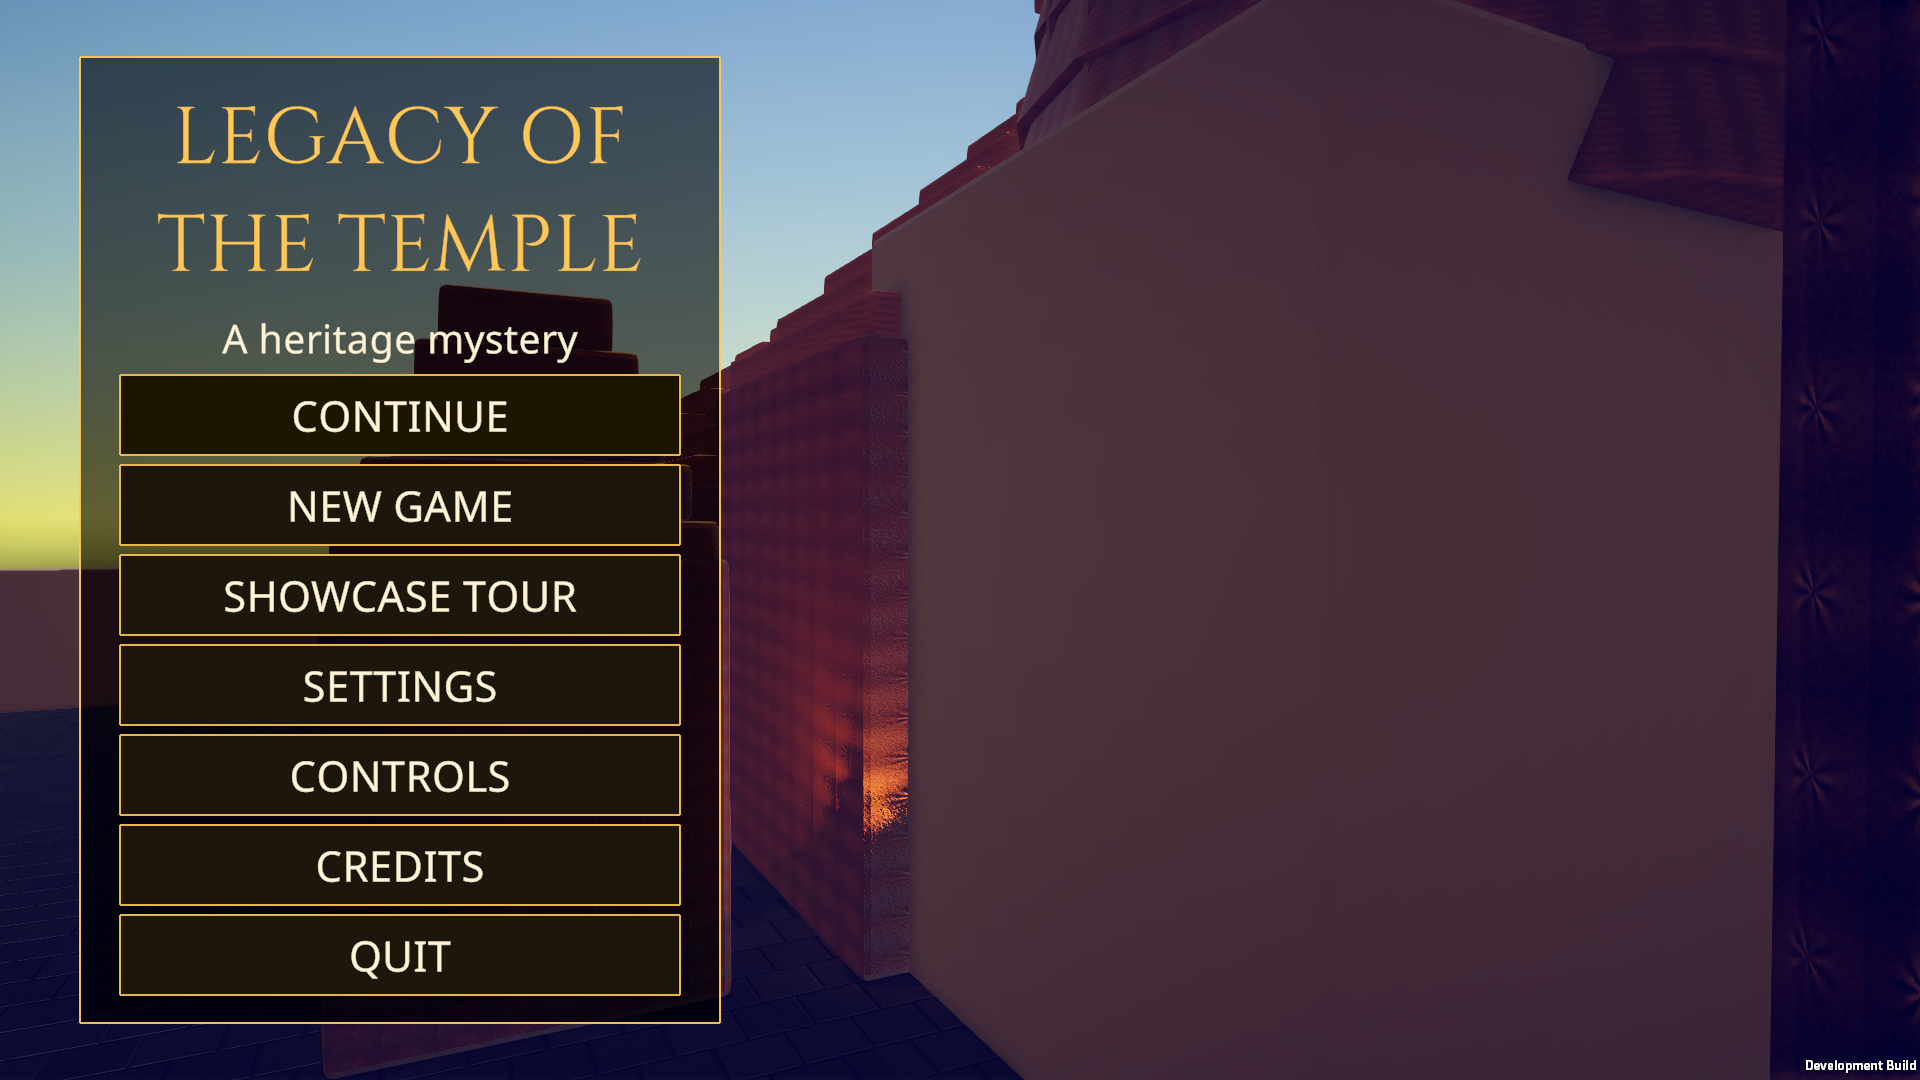 LEGACY OF
THE TEMPLE
A heritage mystery
CONTINUE
NEW GAME
SHOWCASE TOUR
SETTINGS
CONTROLS
CREDITS
QUIT
Development Build